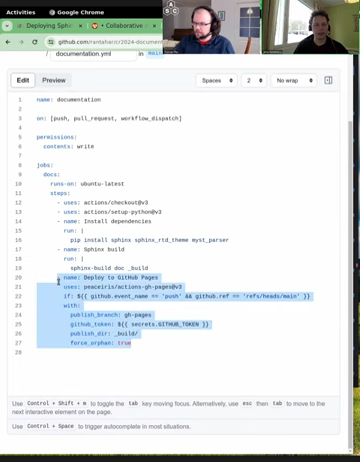 Activities
Google Chrome
Deploying Sph
Collaborative
github.com/rantahar/2024-documen
/ documentation.yml in main
Edit Preview
Spaces 2 No wrap
1 name: documentation
2
3 on: [push, pull_request, workflow_dispatch]
4
5 permissions:
6 contents: write
7
8 jobs:
9 docs:
10 runs-on: ubuntu-latest
11 steps:
12 - uses: actions/checkout@v3
13 - uses: actions/setup-python@v3
14 - name: Install dependencies
15 run: |
16 pip install sphinx sphinx_rtd_theme myst_parser
17 - name: Sphinx build
18 run: |
19 sphinx-build doc _build
20 - name: Deploy to GitHub Pages
21 uses: peaceiris/actions-gh-pages@v3
22 if: ${{ github.event_name == 'push' && github.ref == 'refs/heads/main' }}
23 with:
24 publish_branch: gh-pages
25 github_token: ${{ secrets.GITHUB_TOKEN }}
26 publish_dir: _build/
27 force_orphan: true
28
Use Control + Shift + m to toggle the tab key moving focus. Alternatively, use esc then tab to move to the
next interactive element on the page.
Use Control + Space to trigger autocomplete in most situations.